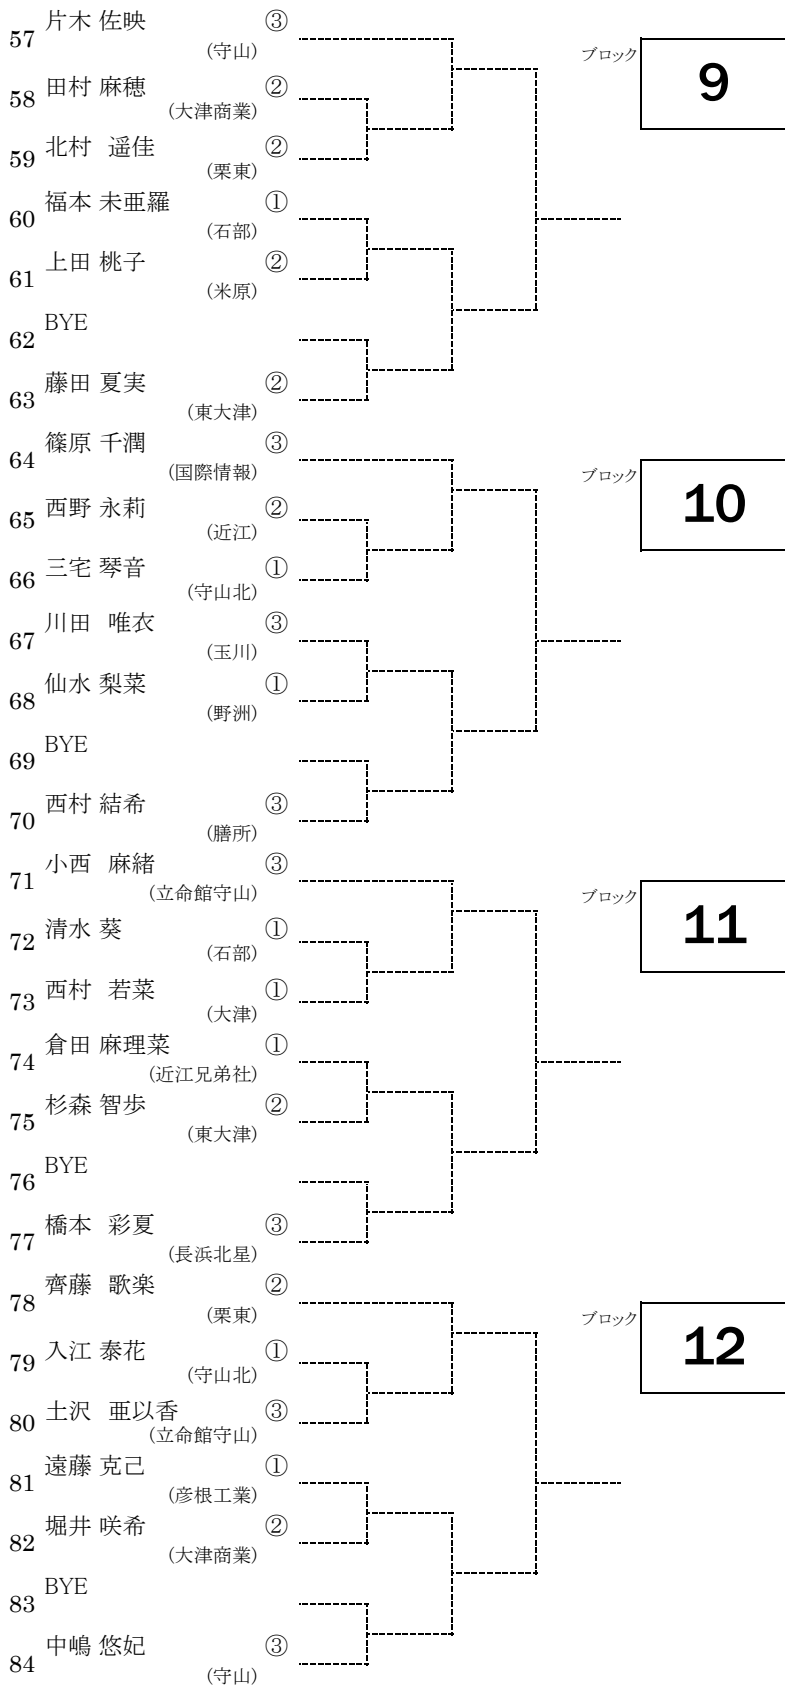 57 片木 佐映 ③
(守山)
ブロック 9
58 田村 麻穂 ②
(大津商業)
59 北村 遥佳 ②
(栗東)
60 福本 未亜羅 ①
(石部)
61 上田 桃子 ②
(米原)
62 BYE
63 藤田 夏実 ②
(東大津)
64 篠原 千潤 ③
(国際情報)
ブロック 10
65 西野 永莉 ②
(近江)
66 三宅 琴音 ①
(守山北)
67 川田 唯衣 ③
(玉川)
68 仙水 梨菜 ①
(野洲)
69 BYE
70 西村 結希 ③
(膳所)
71 小西 麻緒 ③
(立命館守山)
ブロック 11
72 清水 葵 ①
(石部)
73 西村 若菜 ①
(大津)
74 倉田 麻理菜 ①
(近江兄弟社)
75 杉森 智歩 ②
(東大津)
76 BYE
77 橋本 彩夏 ③
(長浜北星)
78 齊藤 歌楽 ②
(栗東)
ブロック 12
79 入江 泰花 ①
(守山北)
80 土沢 亜以香 ③
(立命館守山)
81 遠藤 克己 ①
(彦根工業)
82 堀井 咲希 ②
(大津商業)
83 BYE
84 中嶋 悠妃 ③
(守山)